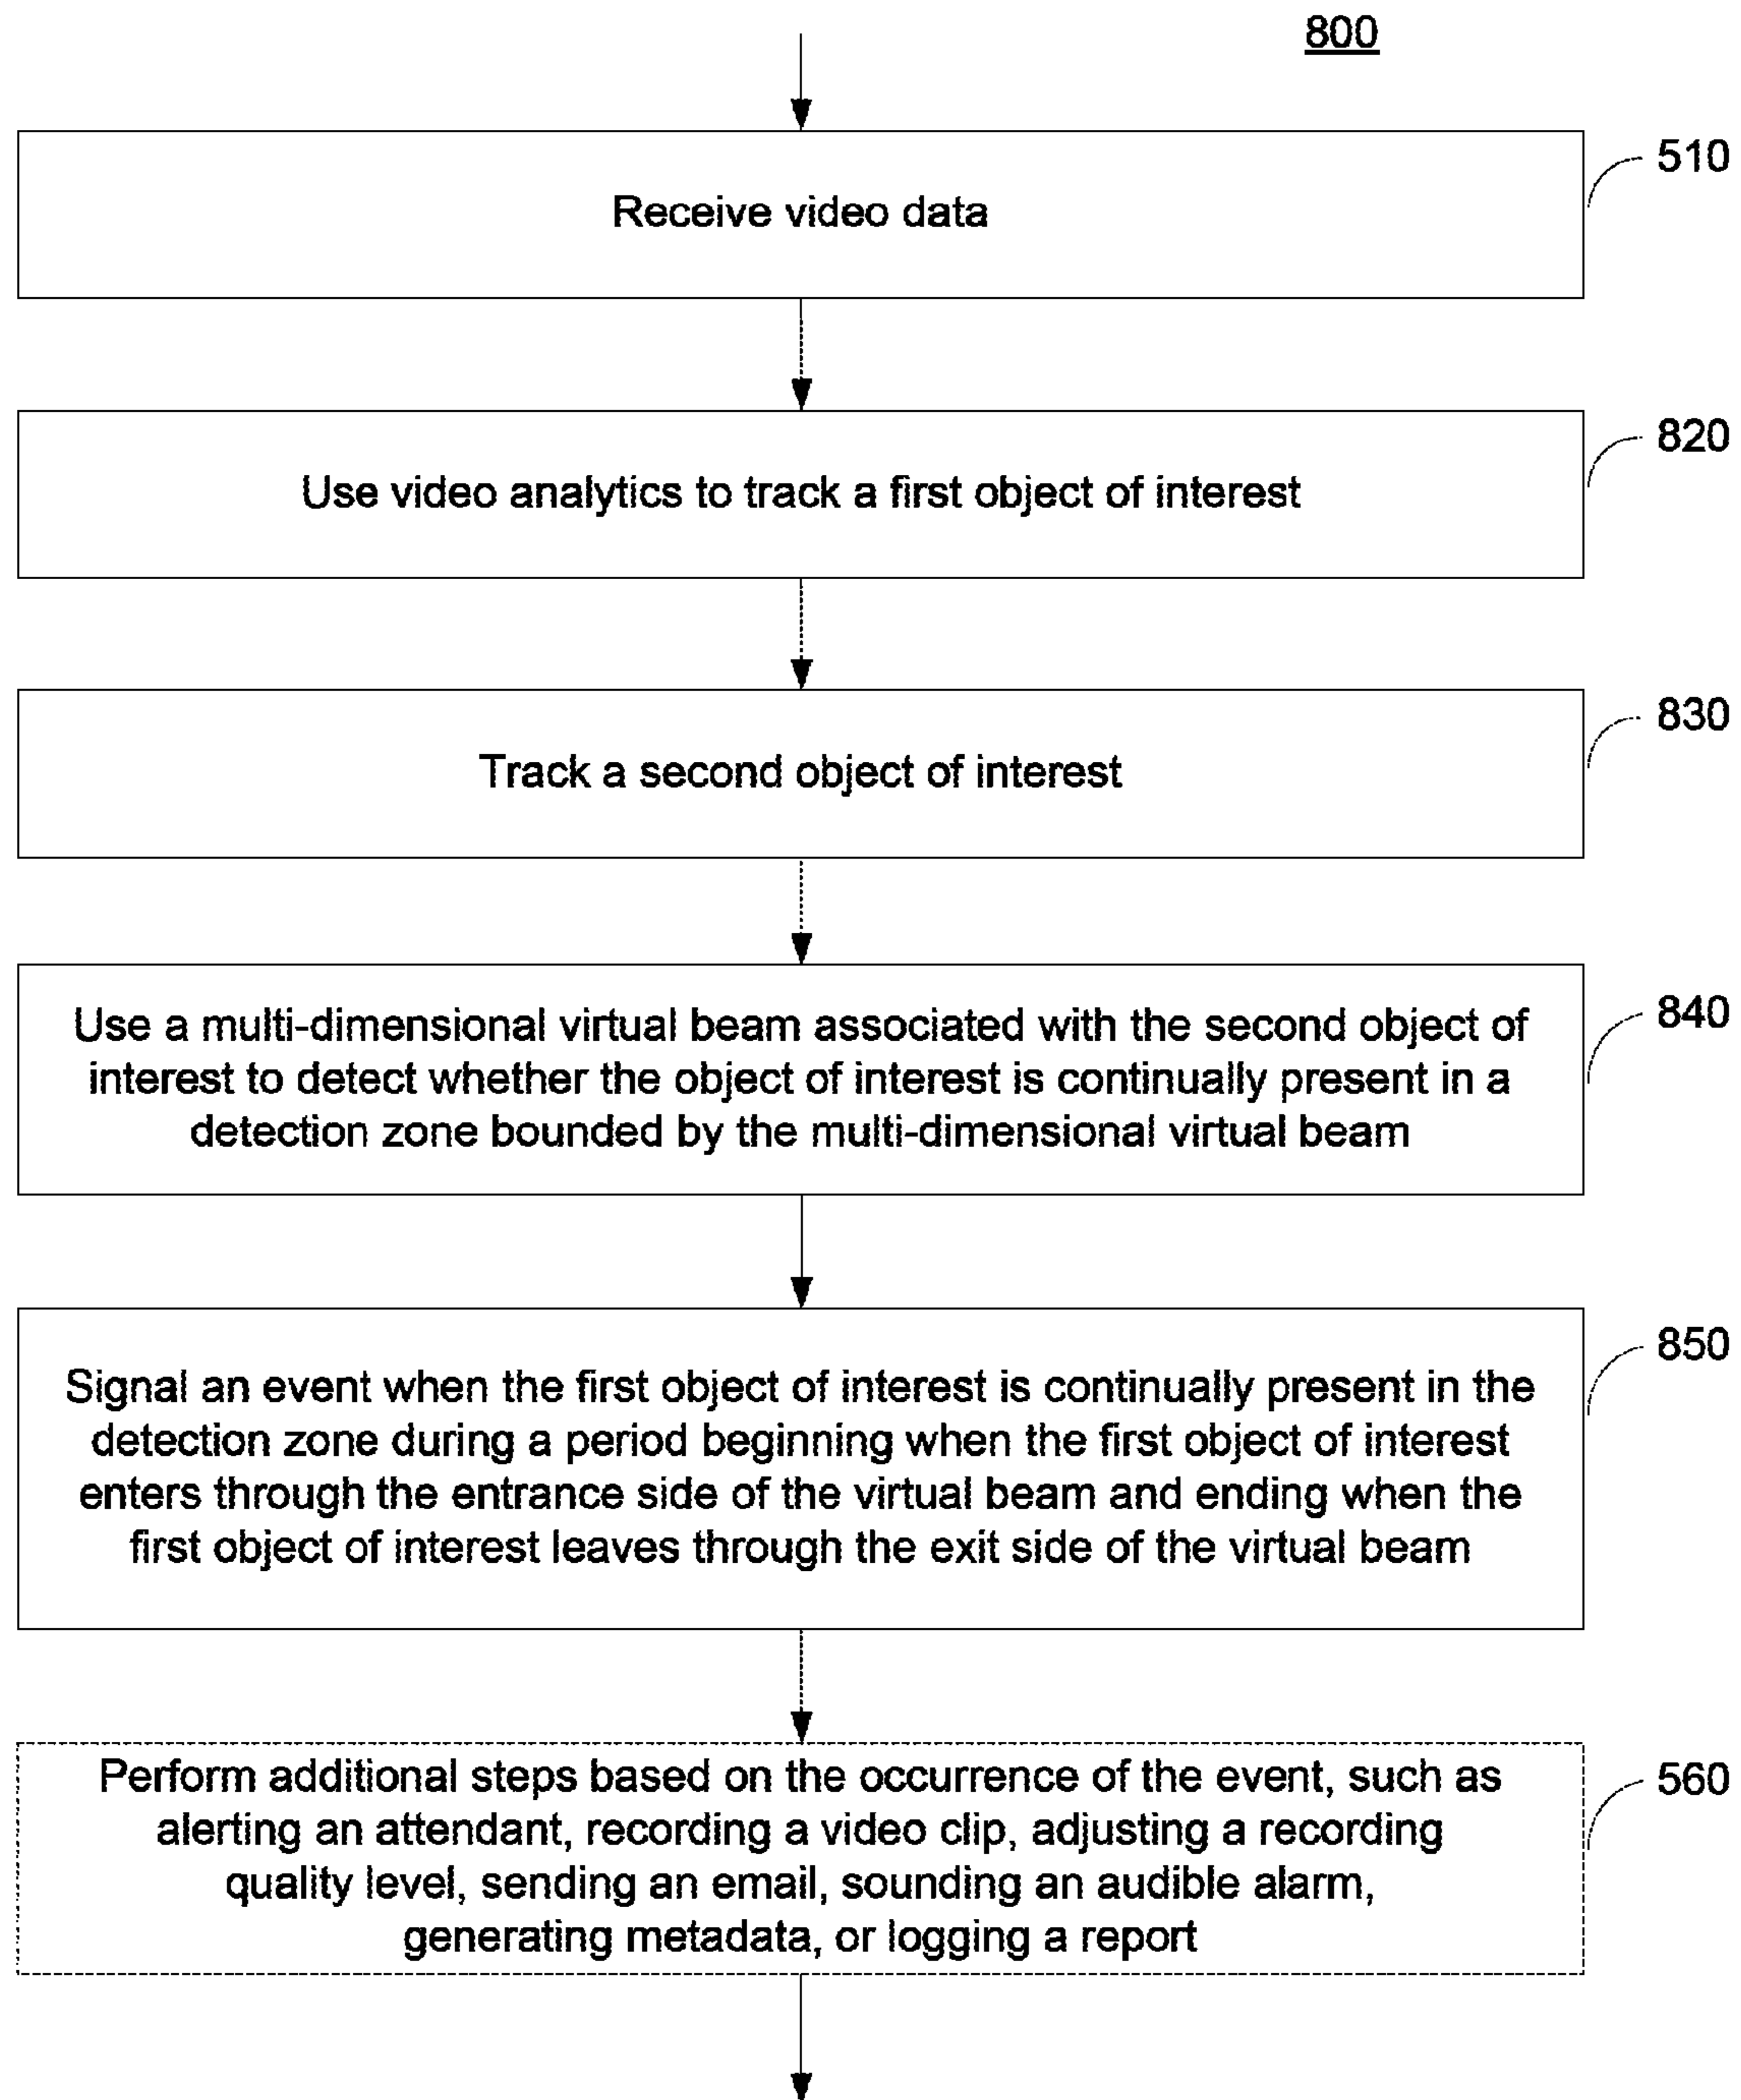 800
510
Receive video data
820
Use video analytics to track a first object of interest
830
Track a second object of interest
840
Use a multi-dimensional virtual beam associated with the second object of
interest to detect whether the object of interest is continually present in a
detection zone bounded by the multi-dimensional virtual beam
850
Signal an event when the first object of interest is continually present in the
detection zone during a period beginning when the first object of interest
enters through the entrance side of the virtual beam and ending when the
first object of interest leaves through the exit side of the virtual beam
560
Perform additional steps based on the occurrence of the event, such as
alerting an attendant, recording a video clip, adjusting a recording
quality level, sending an email, sounding an audible alarm,
generating metadata, or logging a report